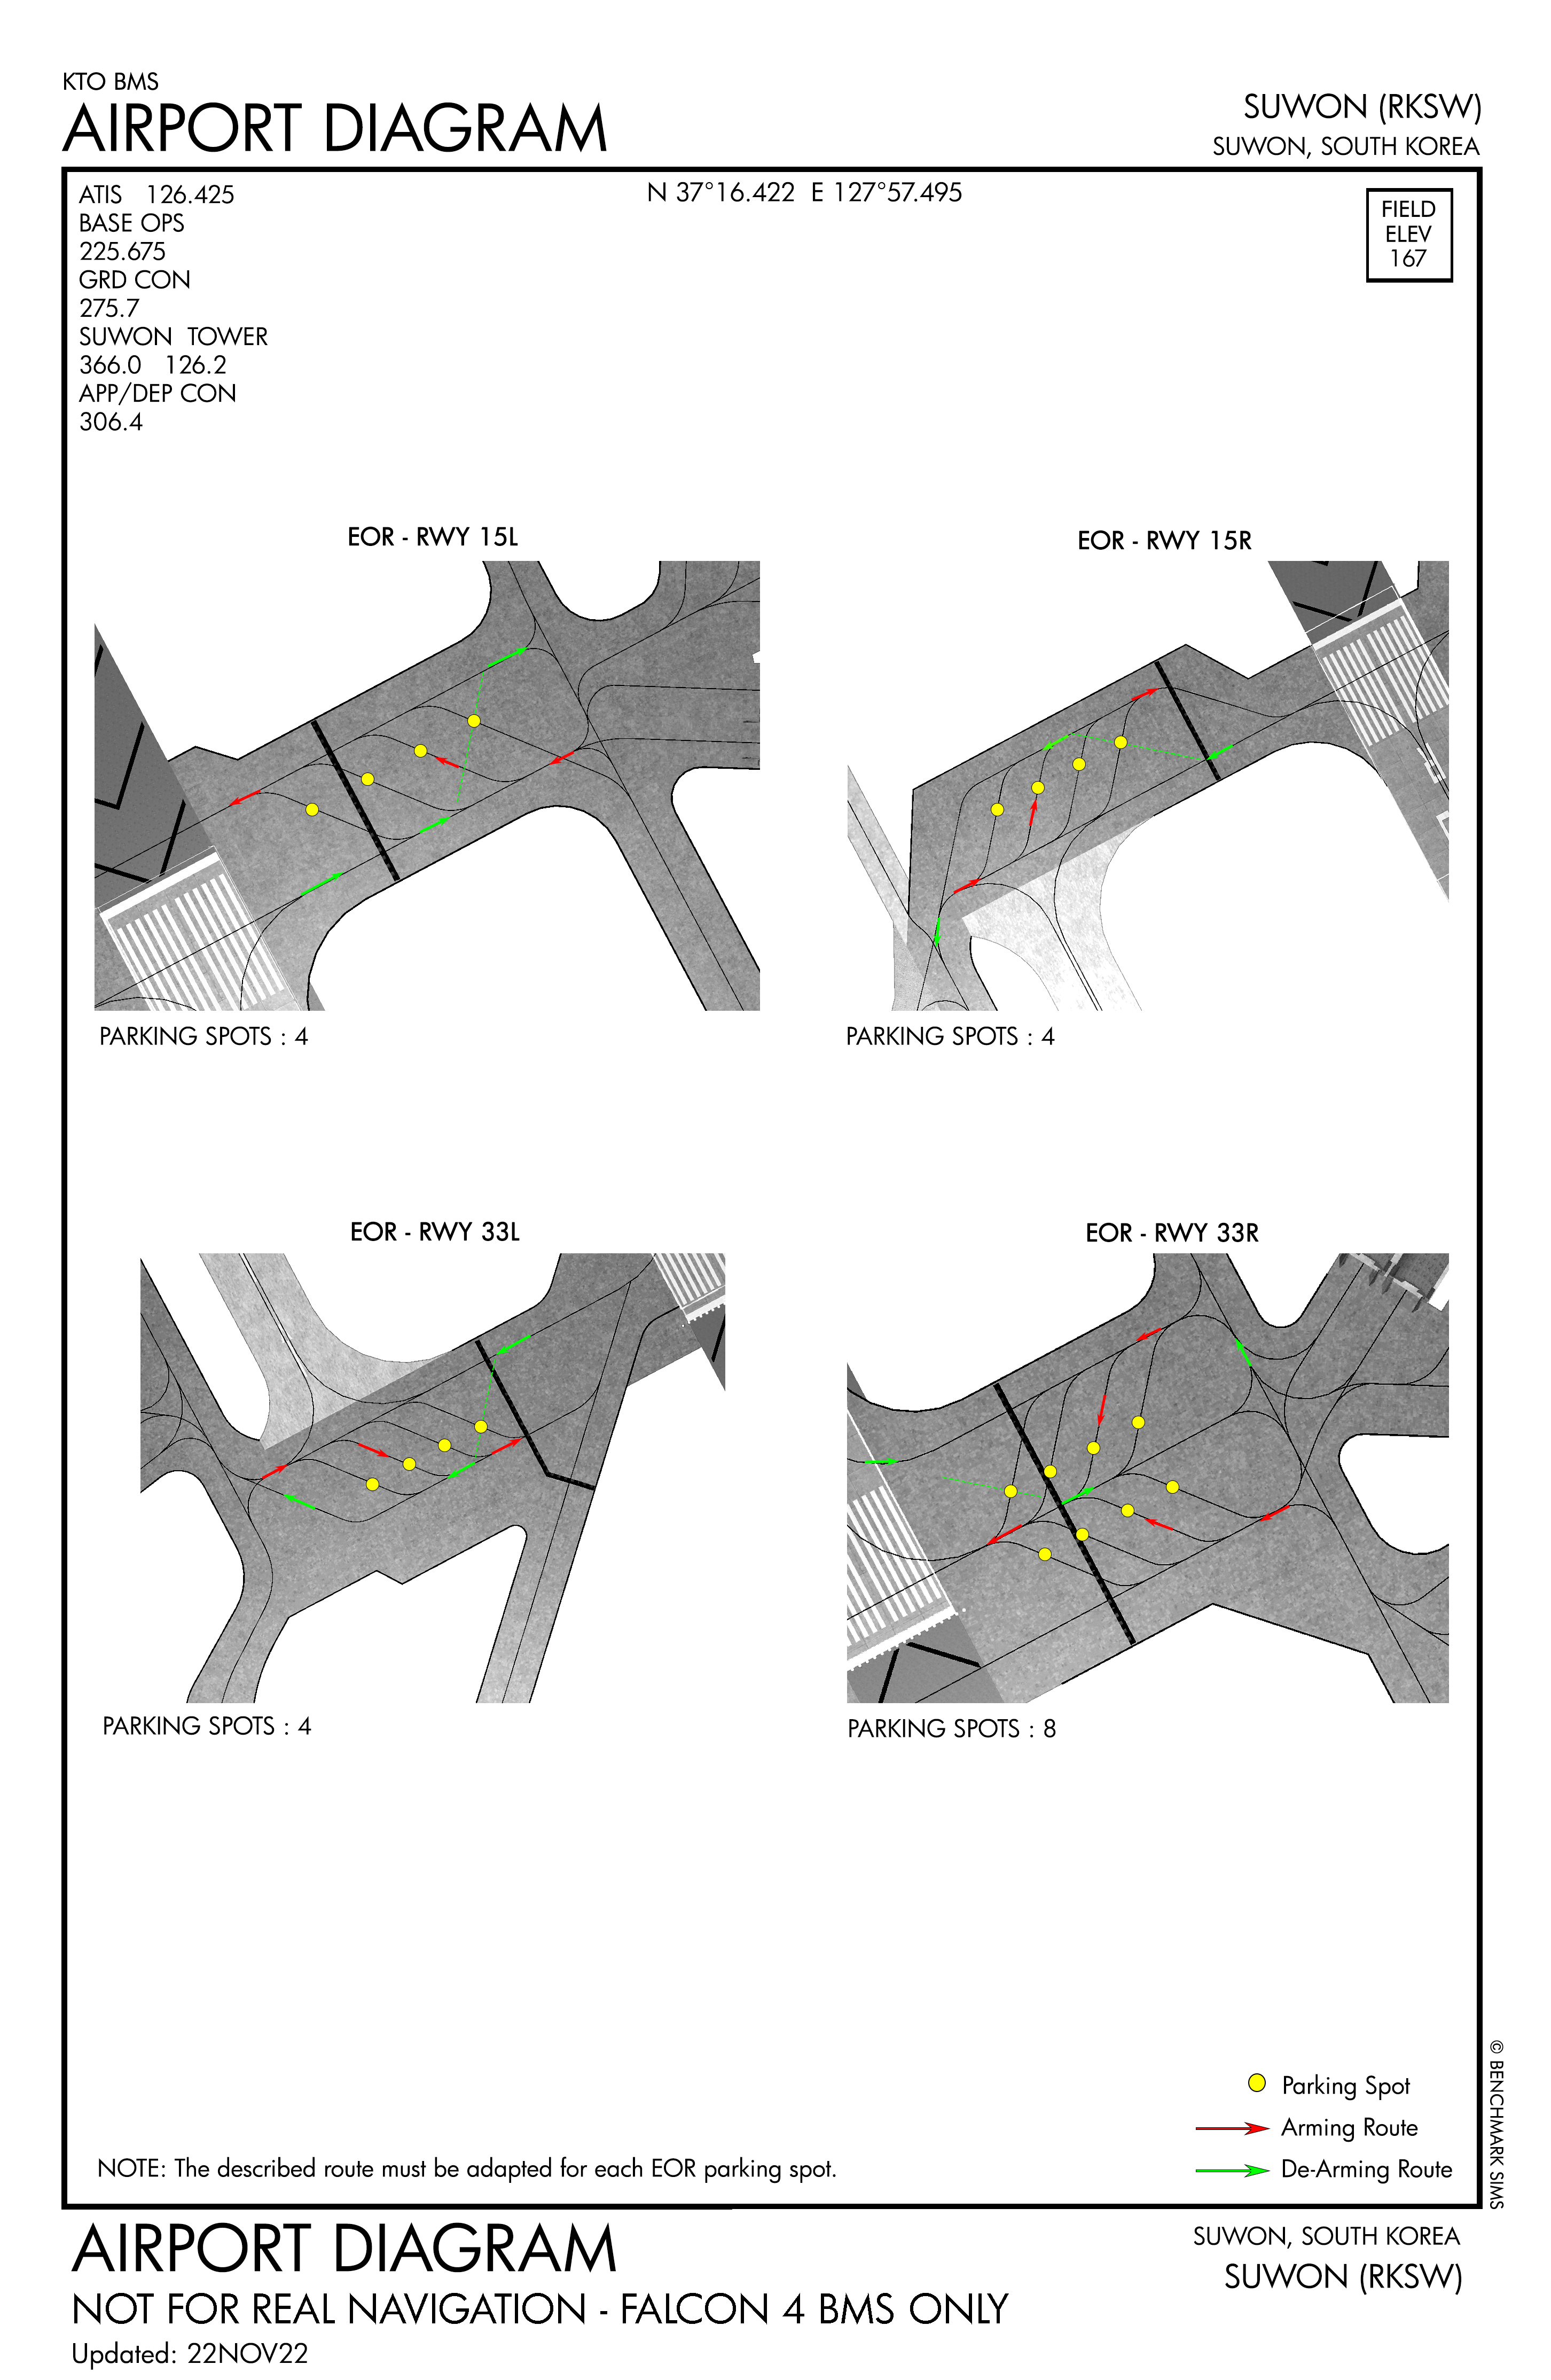 KTO BMS
AIRPORT DIAGRAM
SUWON (RKSW)
SUWON, SOUTH KOREA
ATIS 126.425
BASE OPS
225.675
GRD CON
275.7
SUWON TOWER
366.0 126.2
APP/DEP CON
306.4
N 37°16.422 E 127°57.495
FIELD
ELEV
167
EOR - RWY 15L
EOR - RWY 15R
PARKING SPOTS : 4
PARKING SPOTS : 4
EOR - RWY 33L
EOR - RWY 33R
PARKING SPOTS : 4
PARKING SPOTS : 8
Parking Spot
Arming Route
De-Arming Route
NOTE: The described route must be adapted for each EOR parking spot.
© BENCHMARK SIMS
AIRPORT DIAGRAM
SUWON, SOUTH KOREA
SUWON (RKSW)
NOT FOR REAL NAVIGATION - FALCON 4 BMS ONLY
Updated: 22NOV22